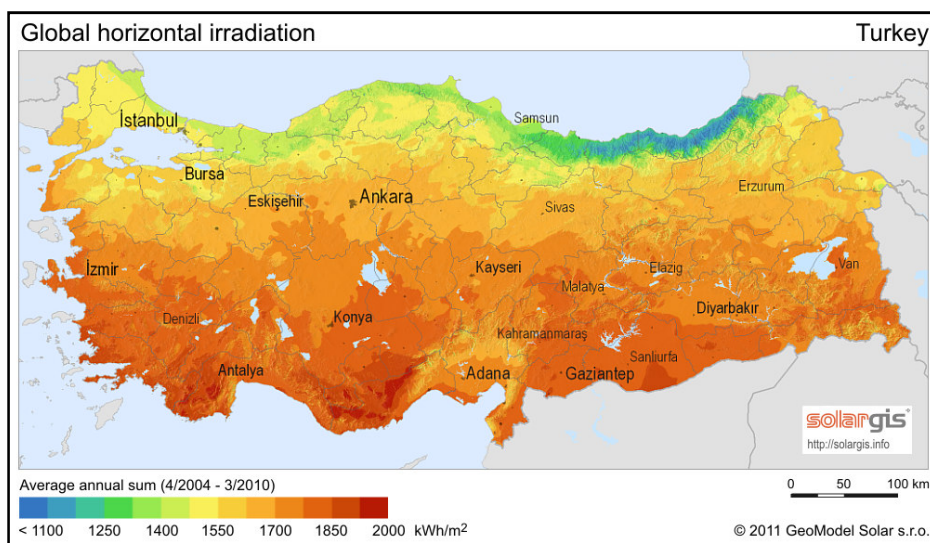 Global horizontal irradiation
Turkey
Samsun
İstanbul
Bursa
Erzurum
Eskişehir
Ankara
Sivas
İzmir
Kayseri
Elazig
Van
Malatya
Diyarbakır
Denizli
Konya
Kahramanmaraş
Sanliurfa
Antalya
Adana
Gaziantep
solargis
http://solargis.info
Average annual sum (4/2004 - 3/2010)
0 50 100 km
< 1100 1250 1400 1550 1700 1850 2000 kWh/m²
© 2011 GeoModel Solar s.r.o.